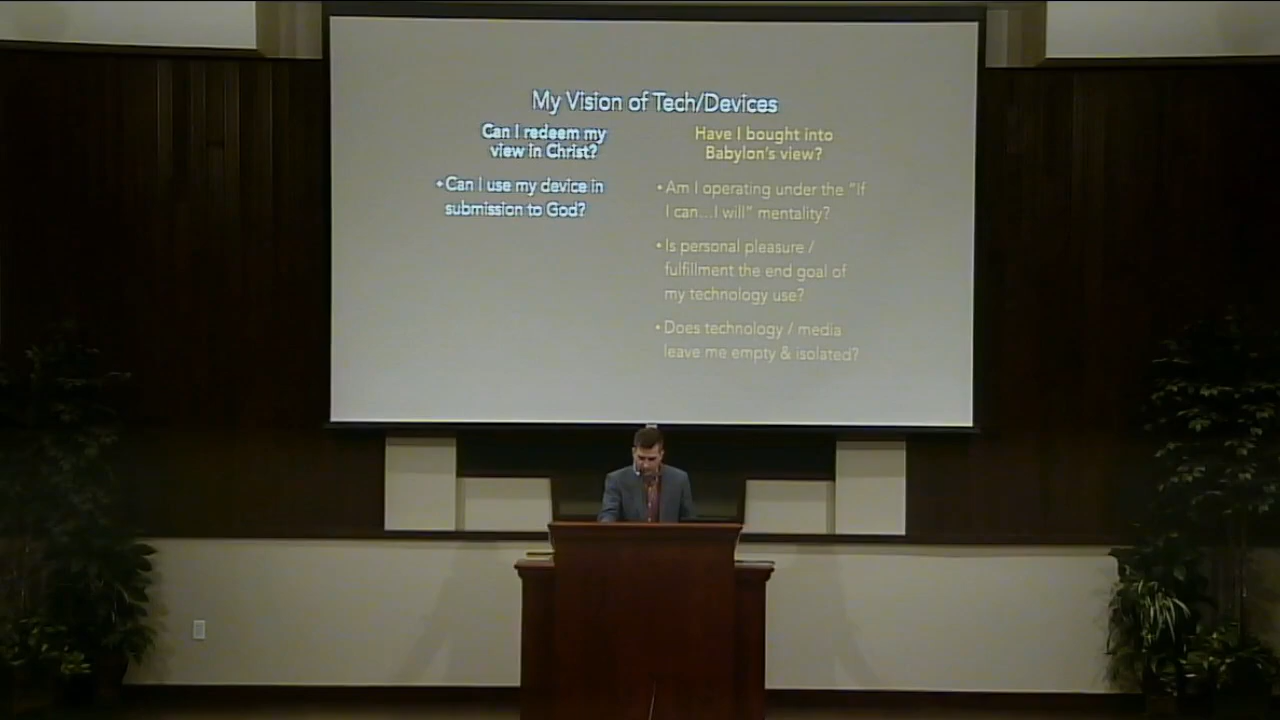 My Vision of Tech/Devices
Can I redeem my
view in Christ?
• Can I use my device in
submission to God?
Have I bought into
Babylon's view?
• Am I operating under the "If
I can...I will" mentality?
• Is personal pleasure /
fulfillment the end goal of
my technology use?
• Does technology / media
leave me empty & isolated?